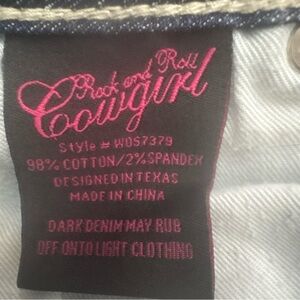 Rock and Roll
Cowgirl
Style # W0S7379
98% COTTON/2% SPANDEX
DESIGNED IN TEXAS
MADE IN CHINA
DARK DENIM MAY RUB
OFF ONTO LIGHT CLOTHING